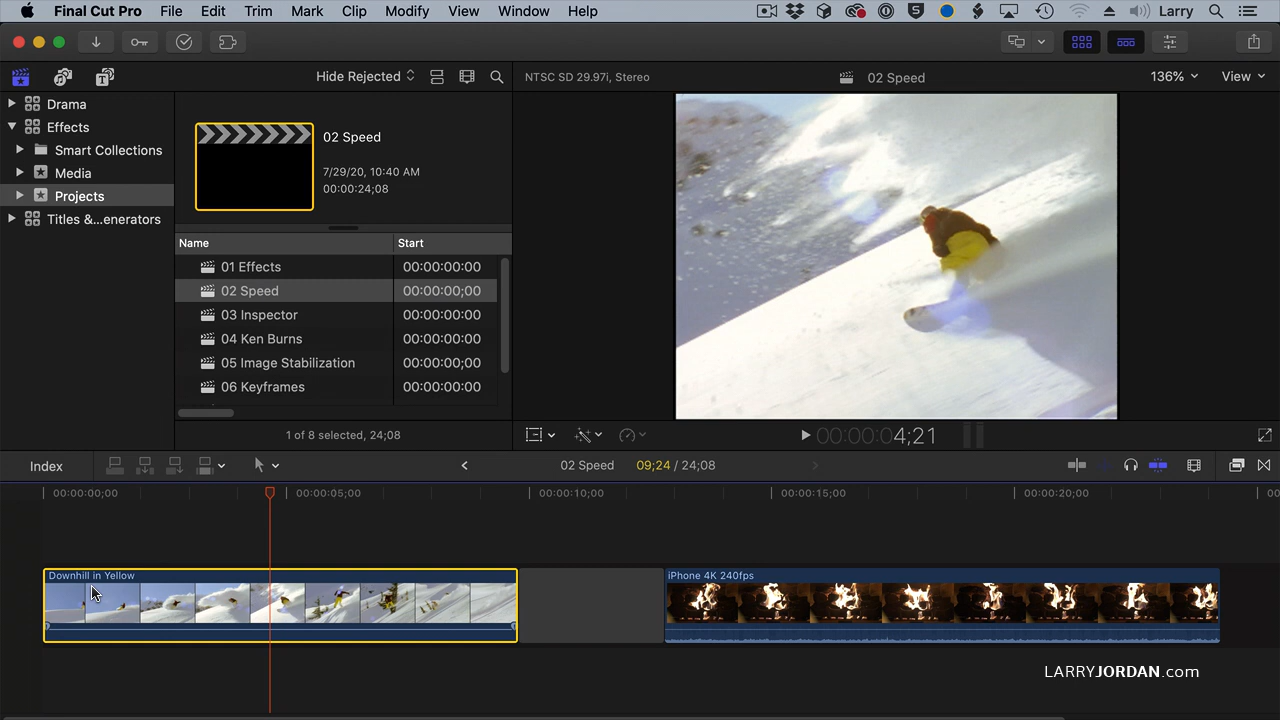 Final Cut Pro File Edit Trim Mark Clip Modify View Window Help Larry
Hide Rejected NTSC SD 29.97i, Stereo 02 Speed 136% View
Drama
Effects
Smart Collections
Media
Projects
Titles &...enerators
02 Speed
7/29/20, 10:40 AM
00:00:24;08
Name Start
01 Effects 00:00:00:00
02 Speed 00:00:00;00
03 Inspector 00:00:00:00
04 Ken Burns 00:00:00:00
05 Image Stabilization 00:00:00;00
06 Keyframes 00:00:00:00
1 of 8 selected, 24;08
00:00:04;21
Index 02 Speed 09;24 / 24;08
00:00:00;00 00:00:05;00 00:00:10;00 00:00:15;00 00:00:20;00 00
Downhill in Yellow iPhone 4K 240fps
LARRYJORDAN.com